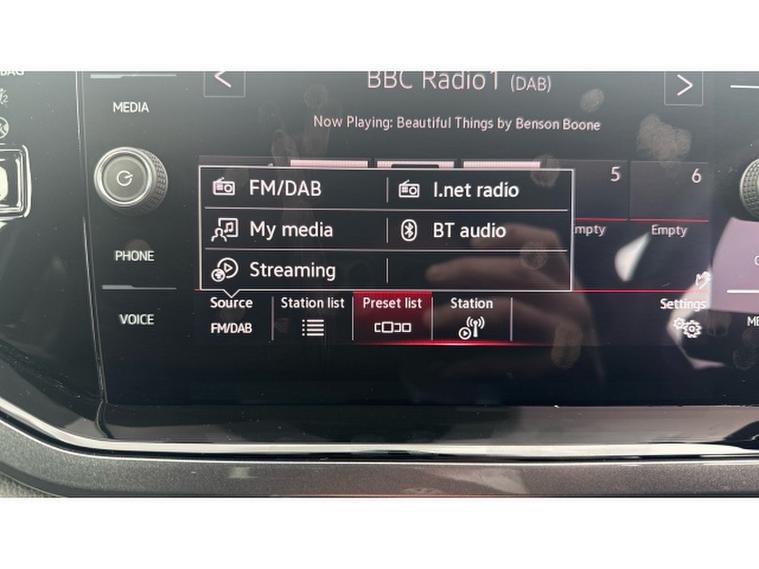 BBC Radio1 (DAB)
MEDIA
Now Playing: Beautiful Things by Benson Boone
FM/DAB
I.net radio
5
6
My media
BT audio
mpty
Empty
PHONE
Streaming
Source
Station list
Preset list
Station
Settings
VOICE
FM/DAB